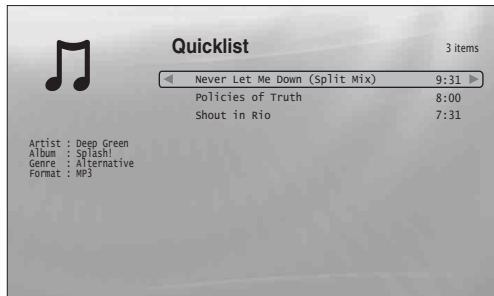 Quicklist
3 items
Never Let Me Down (Split Mix) 9:31
Policies of Truth 8:00
Shout in Rio 7:31
Artist : Deep Green
Album : Splash!
Genre : Alternative
Format : MP3